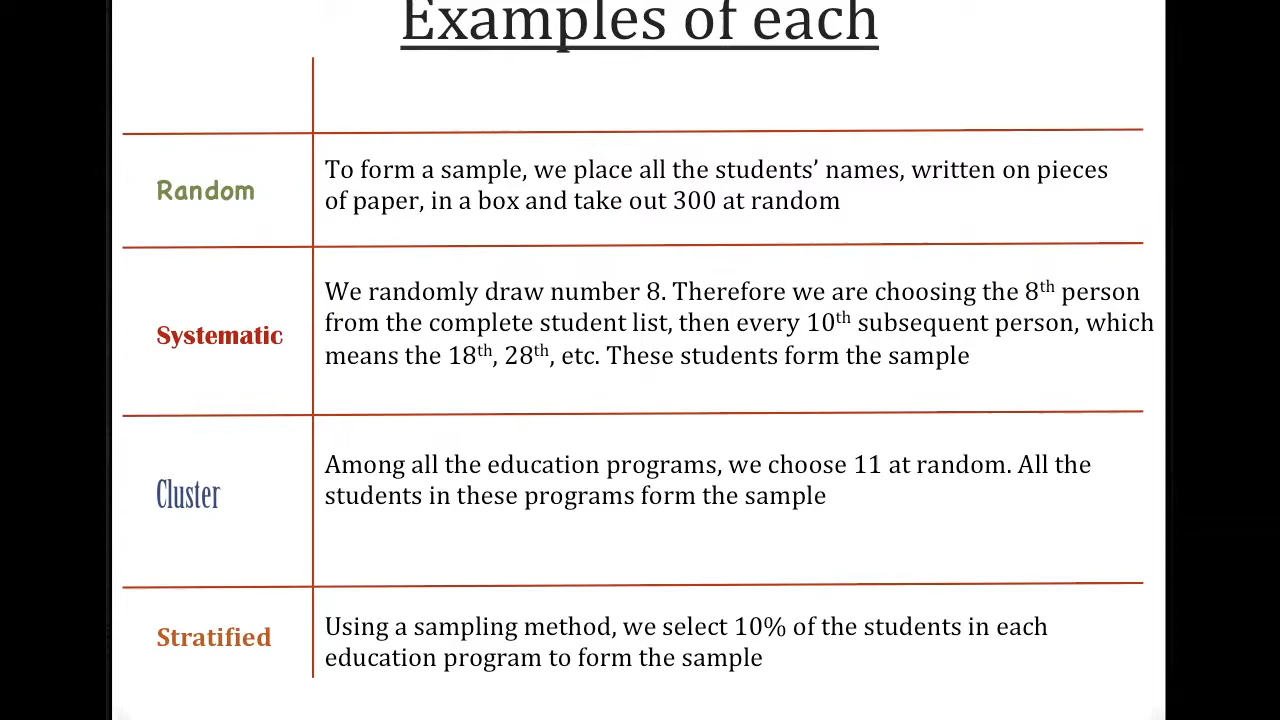 Examples of each
Random
To form a sample, we place all the students’ names, written on pieces
of paper, in a box and take out 300 at random
Systematic
We randomly draw number 8. Therefore we are choosing the 8th person
from the complete student list, then every 10th subsequent person, which
means the 18th, 28th, etc. These students form the sample
Cluster
Among all the education programs, we choose 11 at random. All the
students in these programs form the sample
Stratified
Using a sampling method, we select 10% of the students in each
education program to form the sample